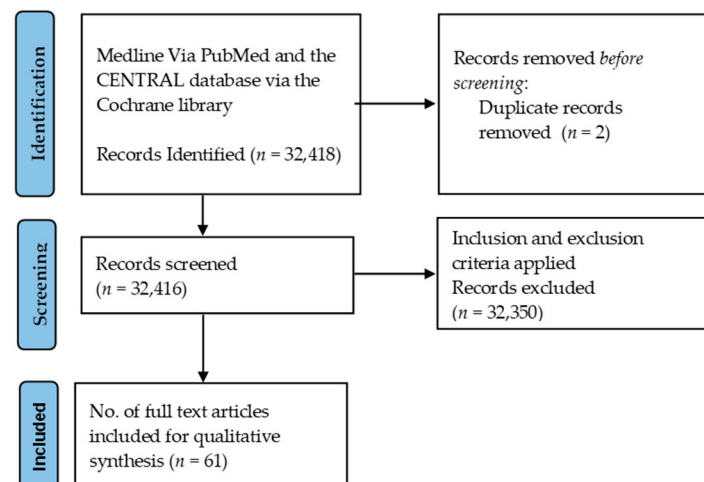 Identification
Medline Via PubMed and the
CENTRAL database via the
Cochrane library
Records Identified (n = 32,418)
Records removed before
screening:
Duplicate records
removed (n = 2)
Screening
Records screened
(n = 32,416)
Inclusion and exclusion
criteria applied
Records excluded
(n = 32,350)
Included
No. of full text articles
included for qualitative
synthesis (n = 61)